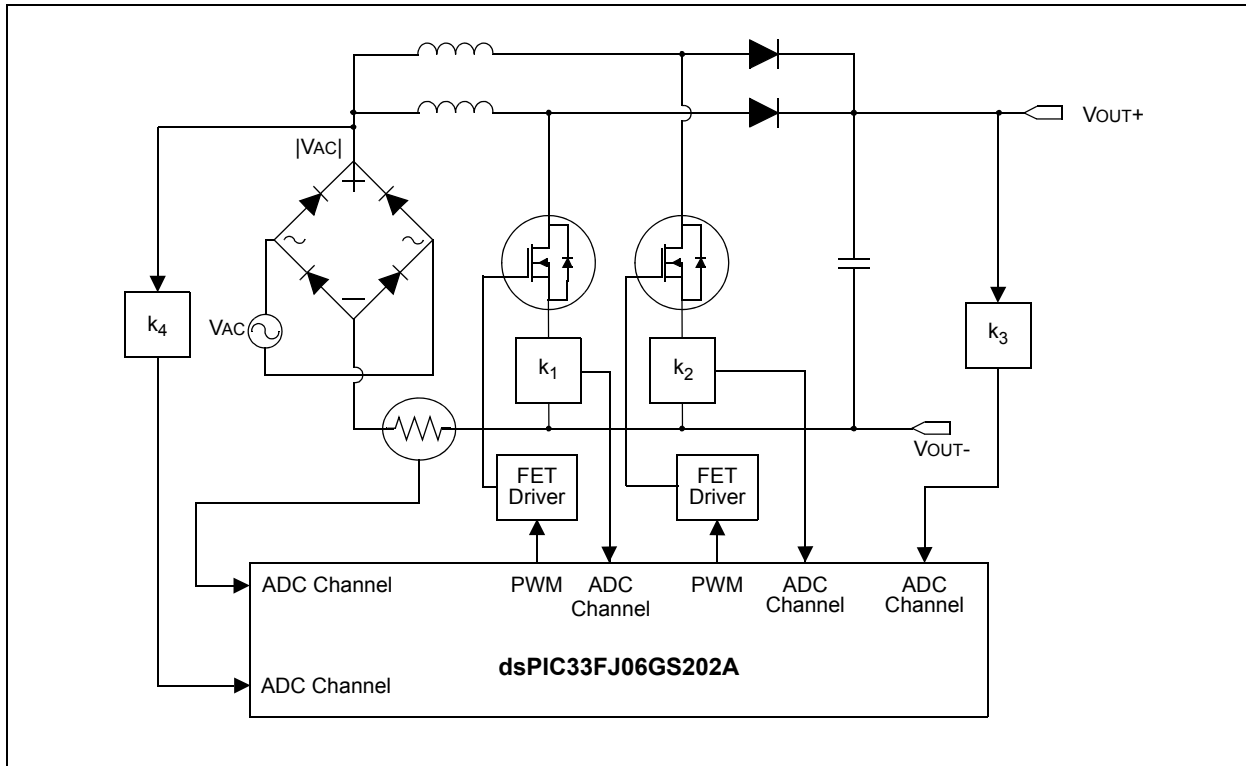 VOUT+
|VAC|
+
k4
VAC
−
k1
k2
k3
VOUT-
FET
Driver
FET
Driver
ADC Channel
PWM
ADC
Channel
PWM
ADC
Channel
ADC
Channel
dsPIC33FJ06GS202A
ADC Channel